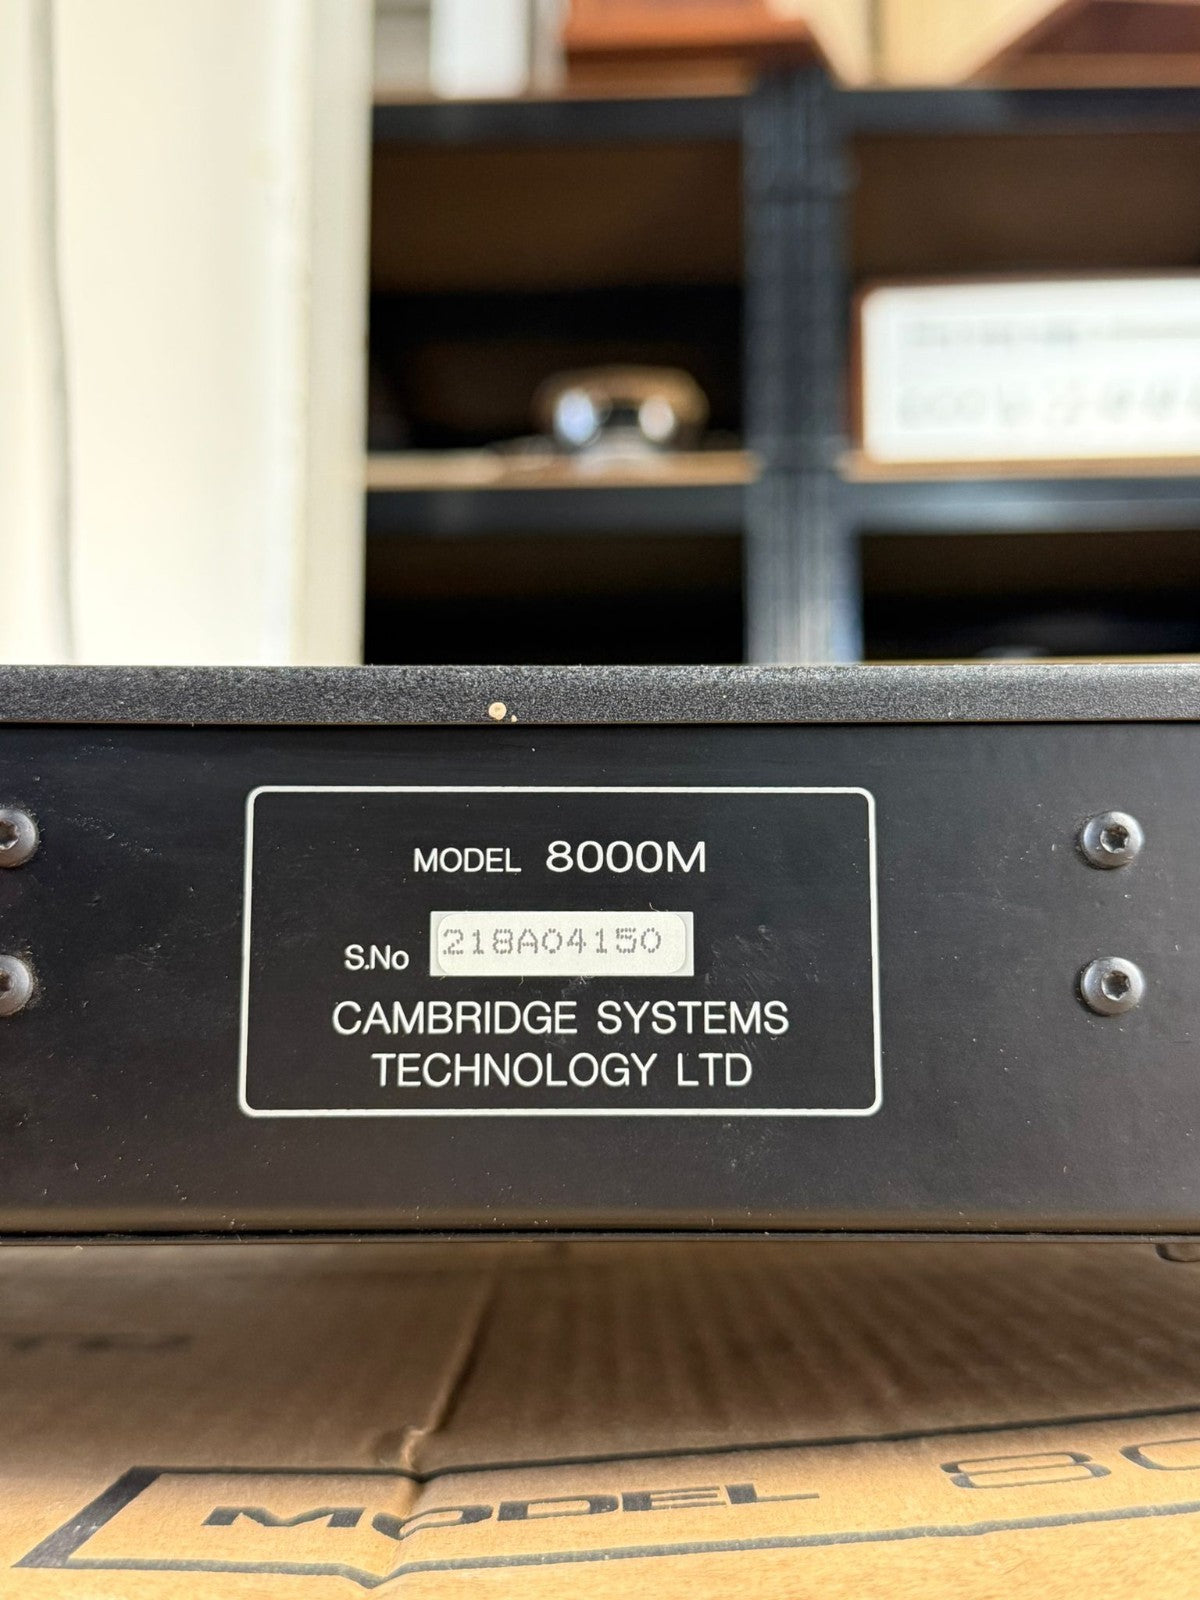 MODEL 8000M
S.No 218A04150
CAMBRIDGE SYSTEMS
TECHNOLOGY LTD
MODEL